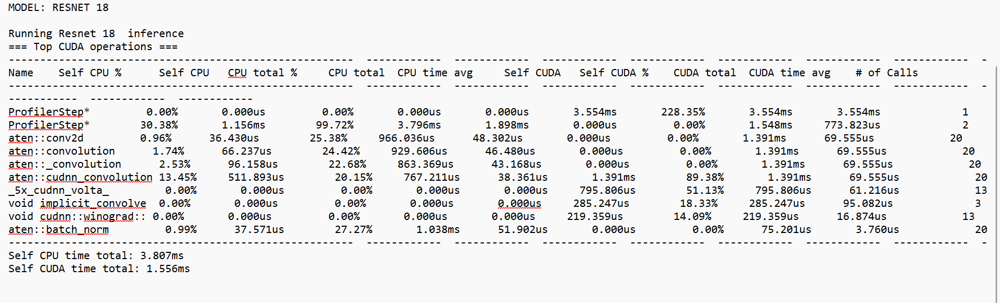 MODEL: RESNET 18
Running Resnet 18  inference
=== Top CUDA operations ===
-------------------------------------------------------  ------------  ------------  ------------  ------------  ------------  ------------  ------------  -
Name    Self CPU %      Self CPU   CPU total %     CPU total  CPU time avg     Self CUDA   Self CUDA %    CUDA total  CUDA time avg    # of Calls
-------------------------------------------------------  ------------  ------------  ------------  ------------  ------------  ------------  ------------  -
-----------  ------------  ------------
ProfilerStep*         0.00%       0.000us         0.00%       0.000us       0.000us       3.554ms       228.35%       3.554ms       3.554ms             1
ProfilerStep*        30.38%       1.156ms        99.72%       3.796ms       1.898ms       0.000us         0.00%       1.548ms     773.823us             2
aten::conv2d         0.96%      36.430us        25.38%     966.036us      48.302us       0.000us         0.00%       1.391ms      69.555us            20
aten::convolution      1.74%      66.237us        24.42%     929.606us      46.480us       0.000us         0.00%       1.391ms      69.555us            20
aten::_convolution      2.53%      96.158us        22.68%     863.369us      43.168us       0.000us         0.00%       1.391ms      69.555us            20
aten::cudnn_convolution 13.45%     511.893us        20.15%     767.211us      38.361us       1.391ms        89.38%       1.391ms      69.555us            20
_5x_cudnn_volta_         0.00%       0.000us         0.00%       0.000us       0.000us     795.806us        51.13%     795.806us      61.216us            13
void implicit_convolve  0.00%       0.000us         0.00%       0.000us       0.000us     285.247us        18.33%     285.247us      95.082us             3
void cudnn::winograd:: 0.00%       0.000us         0.00%       0.000us       0.000us     219.359us        14.09%     219.359us      16.874us            13
aten::batch_norm         0.99%      37.571us        27.27%       1.038ms      51.902us       0.000us         0.00%      75.201us       3.760us            20
-------------------------------------------------------  ------------  ------------  ------------  ------------  ------------  ------------  ------------  -
Self CPU time total: 3.807ms
Self CUDA time total: 1.556ms